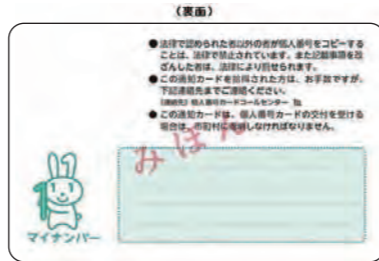 (裏面)
● 法律で認められた者以外の者が個人番号をコピーする
ことは、法律で禁止されています。また記載事項を改
ざんした者は、法律により罰せられます。
● この通知カードを拾得された方は、お手数ですが、
下記連絡先までご連絡ください。
(連絡先) 個人番号カードコールセンター
● この通知カードは、個人番号カードの交付を受ける
場合は、市町村に返納しなければなりません。
みほん
マイナンバー